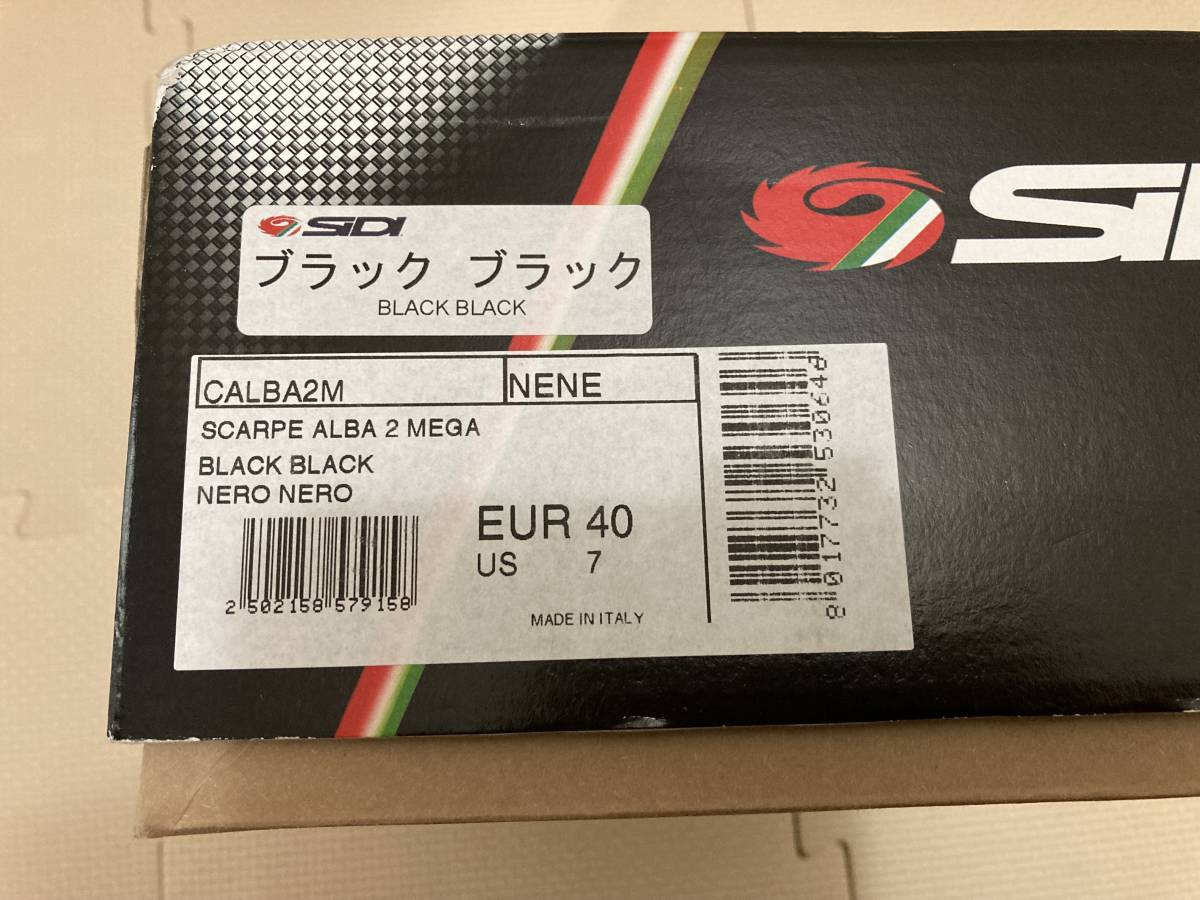 SiDI
SiDI
ブラック ブラック
BLACK BLACK
CALBA2M NENE
SCARPE ALBA 2 MEGA
BLACK BLACK
NERO NERO
EUR 40
US 7
MADE IN ITALY
2 502158 579158
8 017732 530646